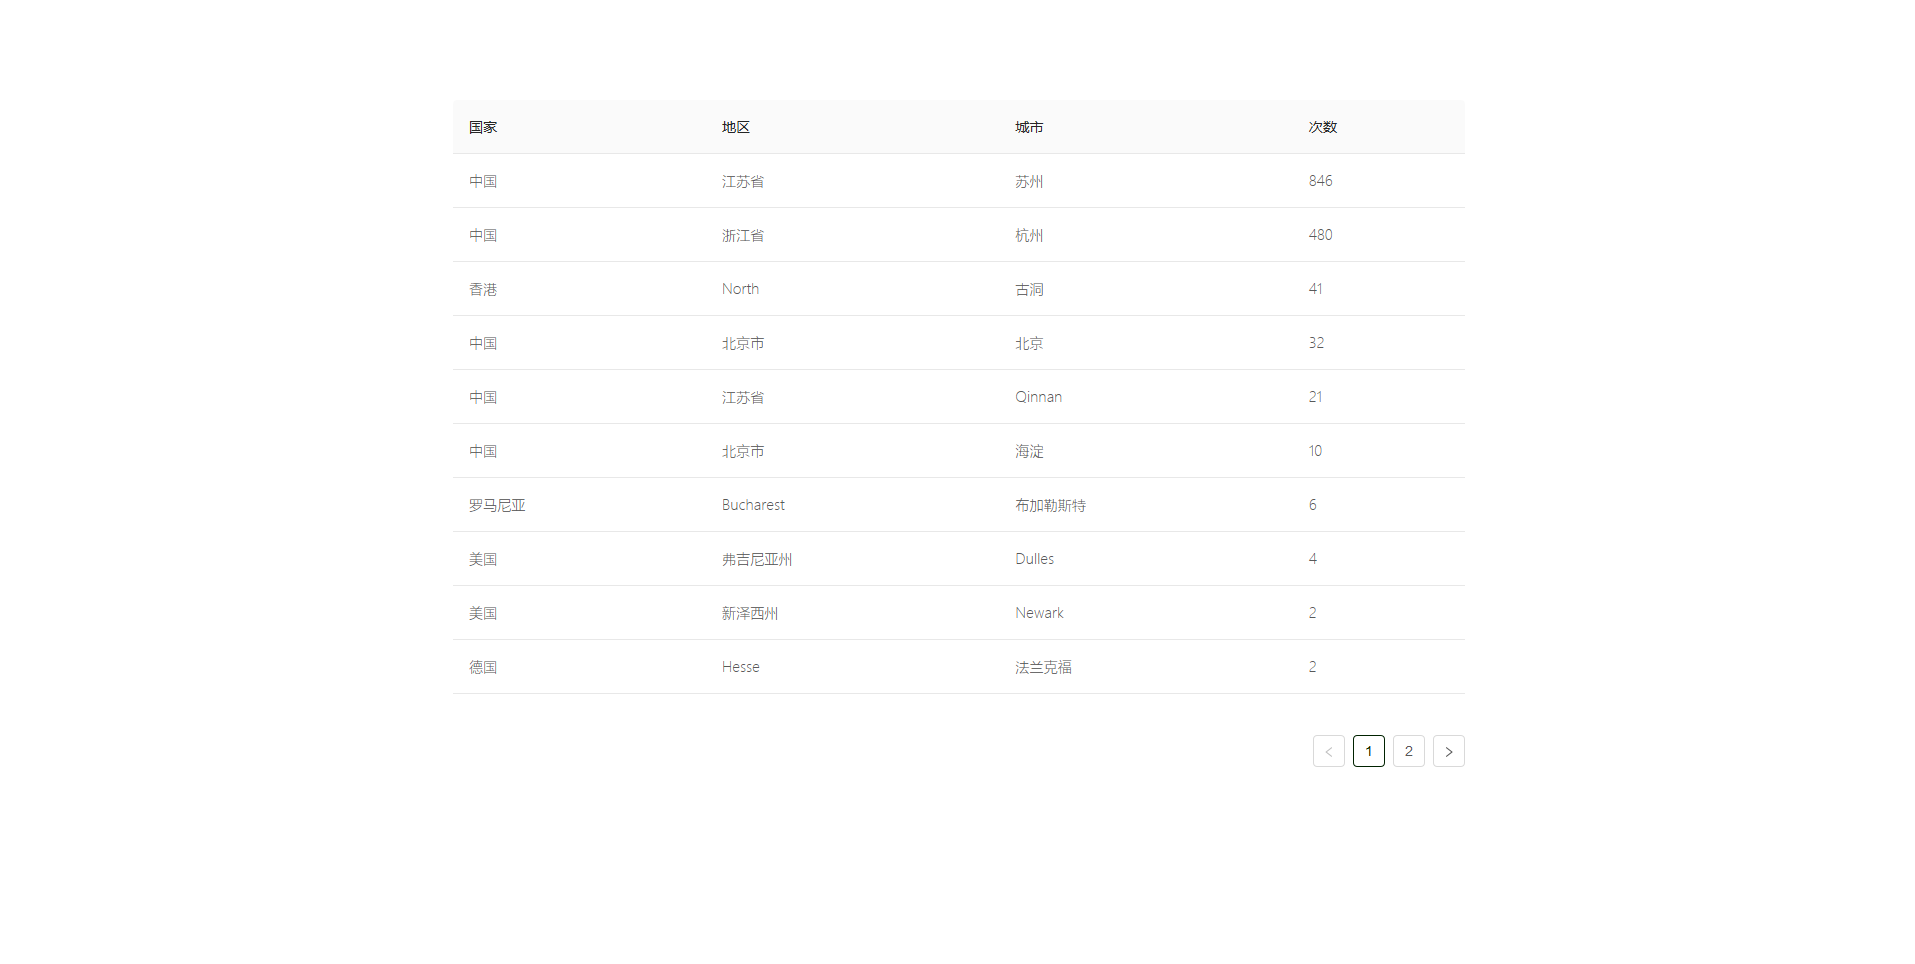 国家 地区 城市 次数
中国 江苏省 苏州 846
中国 浙江省 杭州 480
香港 North 古洞 41
中国 北京市 北京 32
中国 江苏省 Qinnan 21
中国 北京市 海淀 10
罗马尼亚 Bucharest 布加勒斯特 6
美国 弗吉尼亚州 Dulles 4
美国 新泽西州 Newark 2
德国 Hesse 法兰克福 2
< 1 2 >